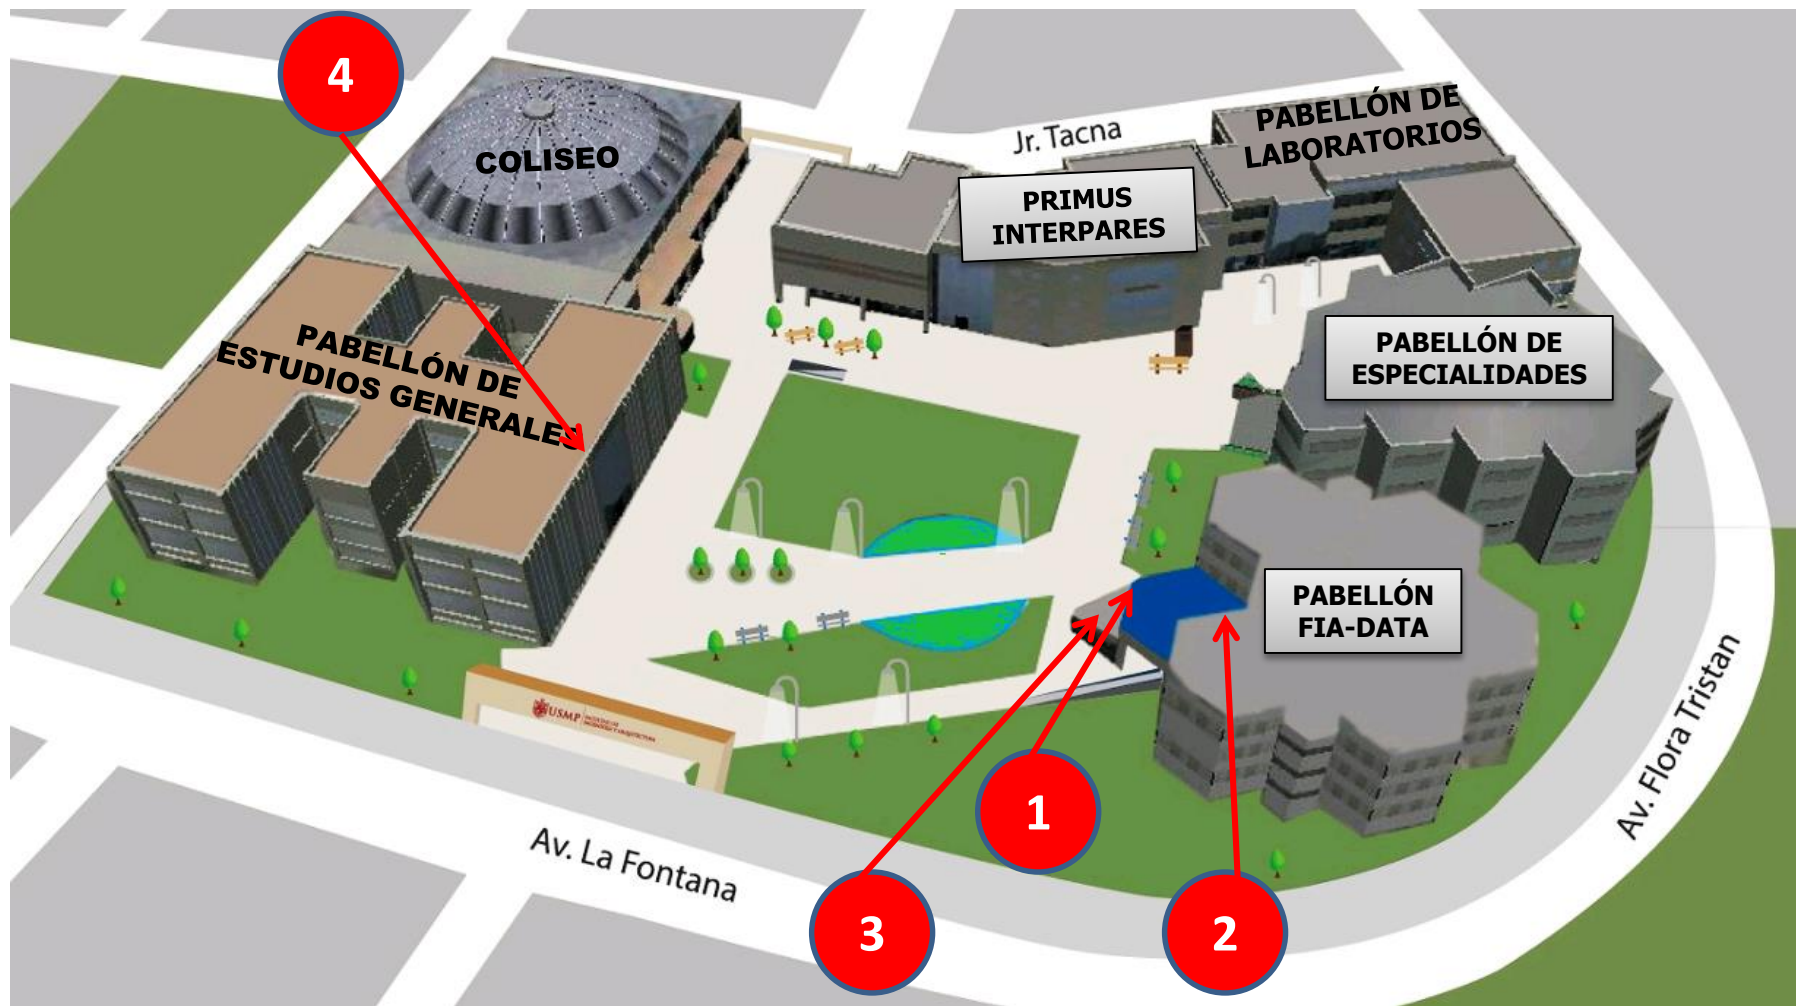 4
COLISEO
Jr. Tacna
PABELLÓN DE
LABORATORIOS
PRIMUS
INTERPARES
PABELLÓN DE
ESPECIALIDADES
PABELLÓN DE
ESTUDIOS GENERALES
PABELLÓN
FIA-DATA
USMP
Av. Flora Tristan
1
Av. La Fontana
3
2